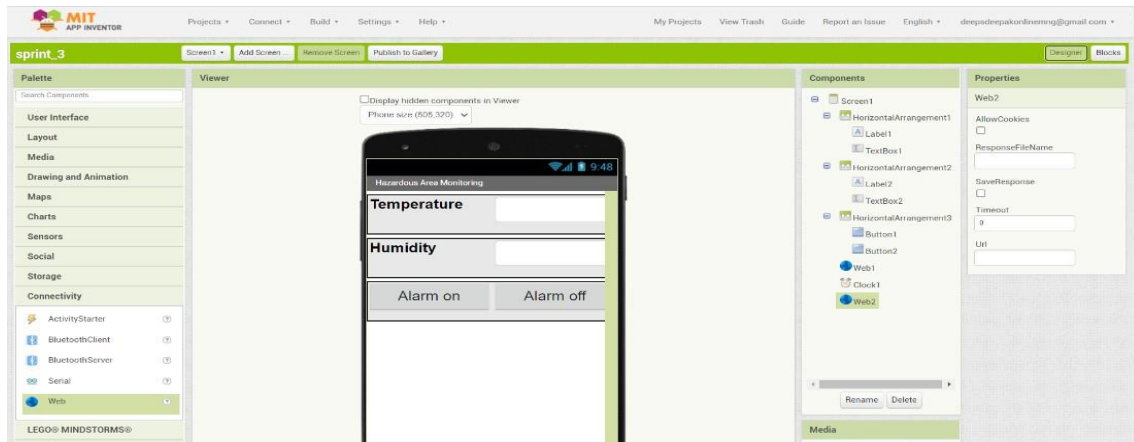 MIT
APP INVENTOR
Projects Connect Build Settings Help
My Projects View Trash Guide Report an Issue English deepsdeepakonlinemng@gmail.com
sprint_3
Screen1 Add Screen ... Remove Screen Publish to Gallery
Designer Blocks
Palette
Search Components
User Interface
Layout
Media
Drawing and Animation
Maps
Charts
Sensors
Social
Storage
Connectivity
ActivityStarter
BluetoothClient
BluetoothServer
Serial
Web
LEGO® MINDSTORMS®
Viewer
Display hidden components in Viewer
Phone size (505,320)
9:48
Hazardous Area Monitoring
Temperature
Humidity
Alarm on Alarm off
Components
Screen1
HorizontalArrangement1
Label1
TextBox1
HorizontalArrangement2
Label2
TextBox2
HorizontalArrangement3
Button1
Button2
Web1
Clock1
Web2
Rename Delete
Media
Properties
Web2
AllowCookies
ResponseFileName
SaveResponse
Timeout
0
Url